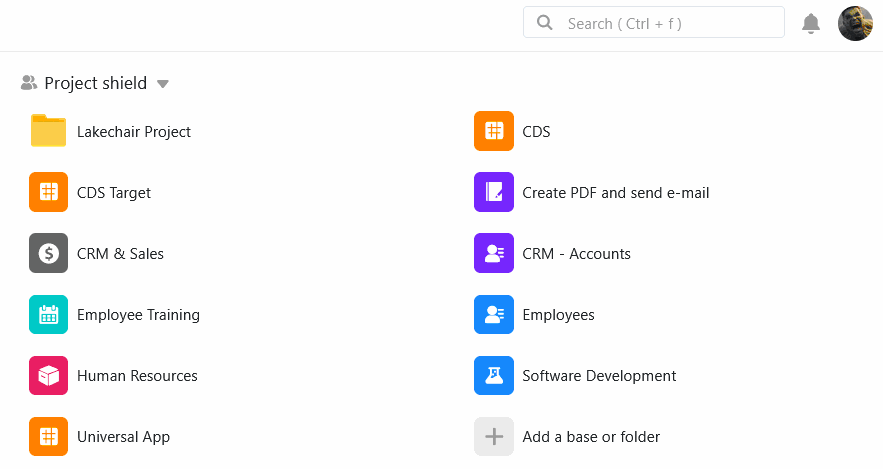 Search ( Ctrl + f )
Project shield
Lakechair Project
CDS
CDS Target
Create PDF and send e-mail
CRM & Sales
CRM - Accounts
Employee Training
Employees
Human Resources
Software Development
Universal App
Add a base or folder